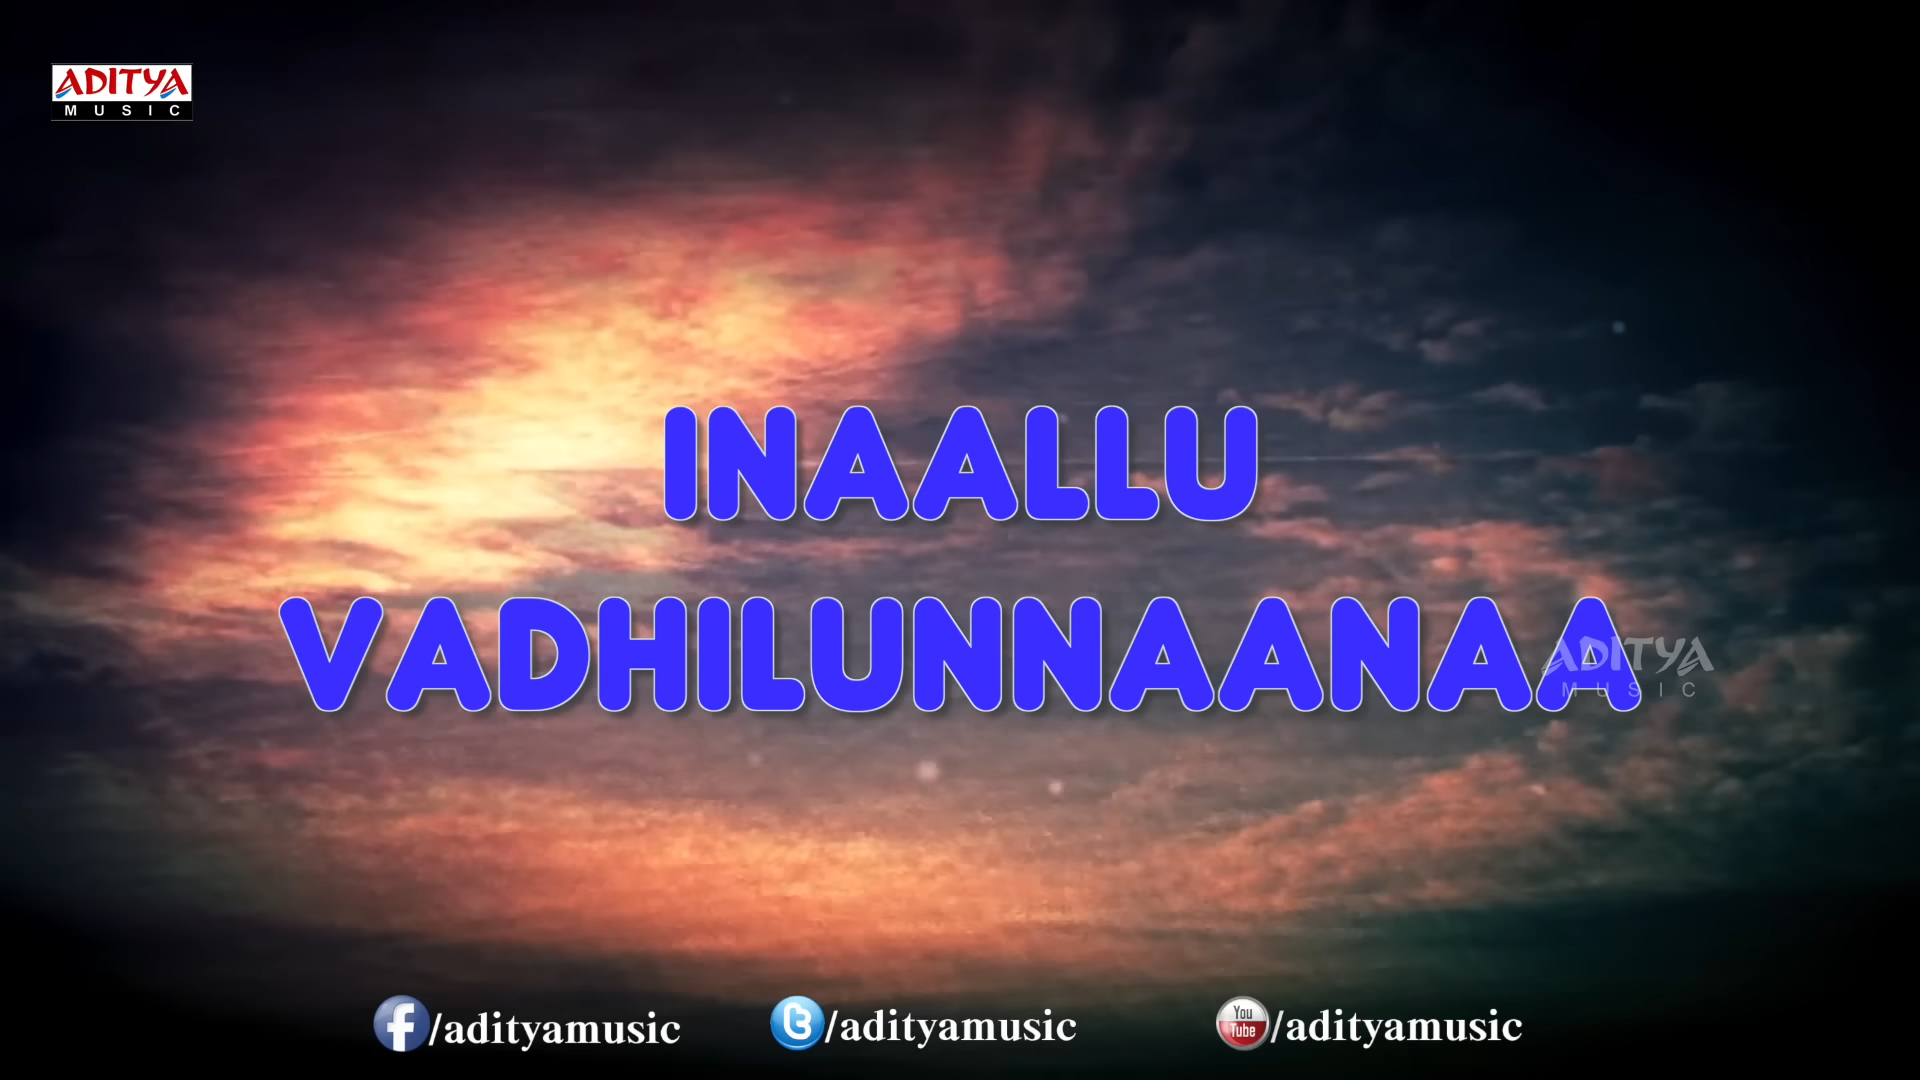 ADITYA
MUSIC
INAALLU
VADHILUNNAANAA
ADITYA
MUSIC
f/adityamusic
t/adityamusic
You Tube/adityamusic